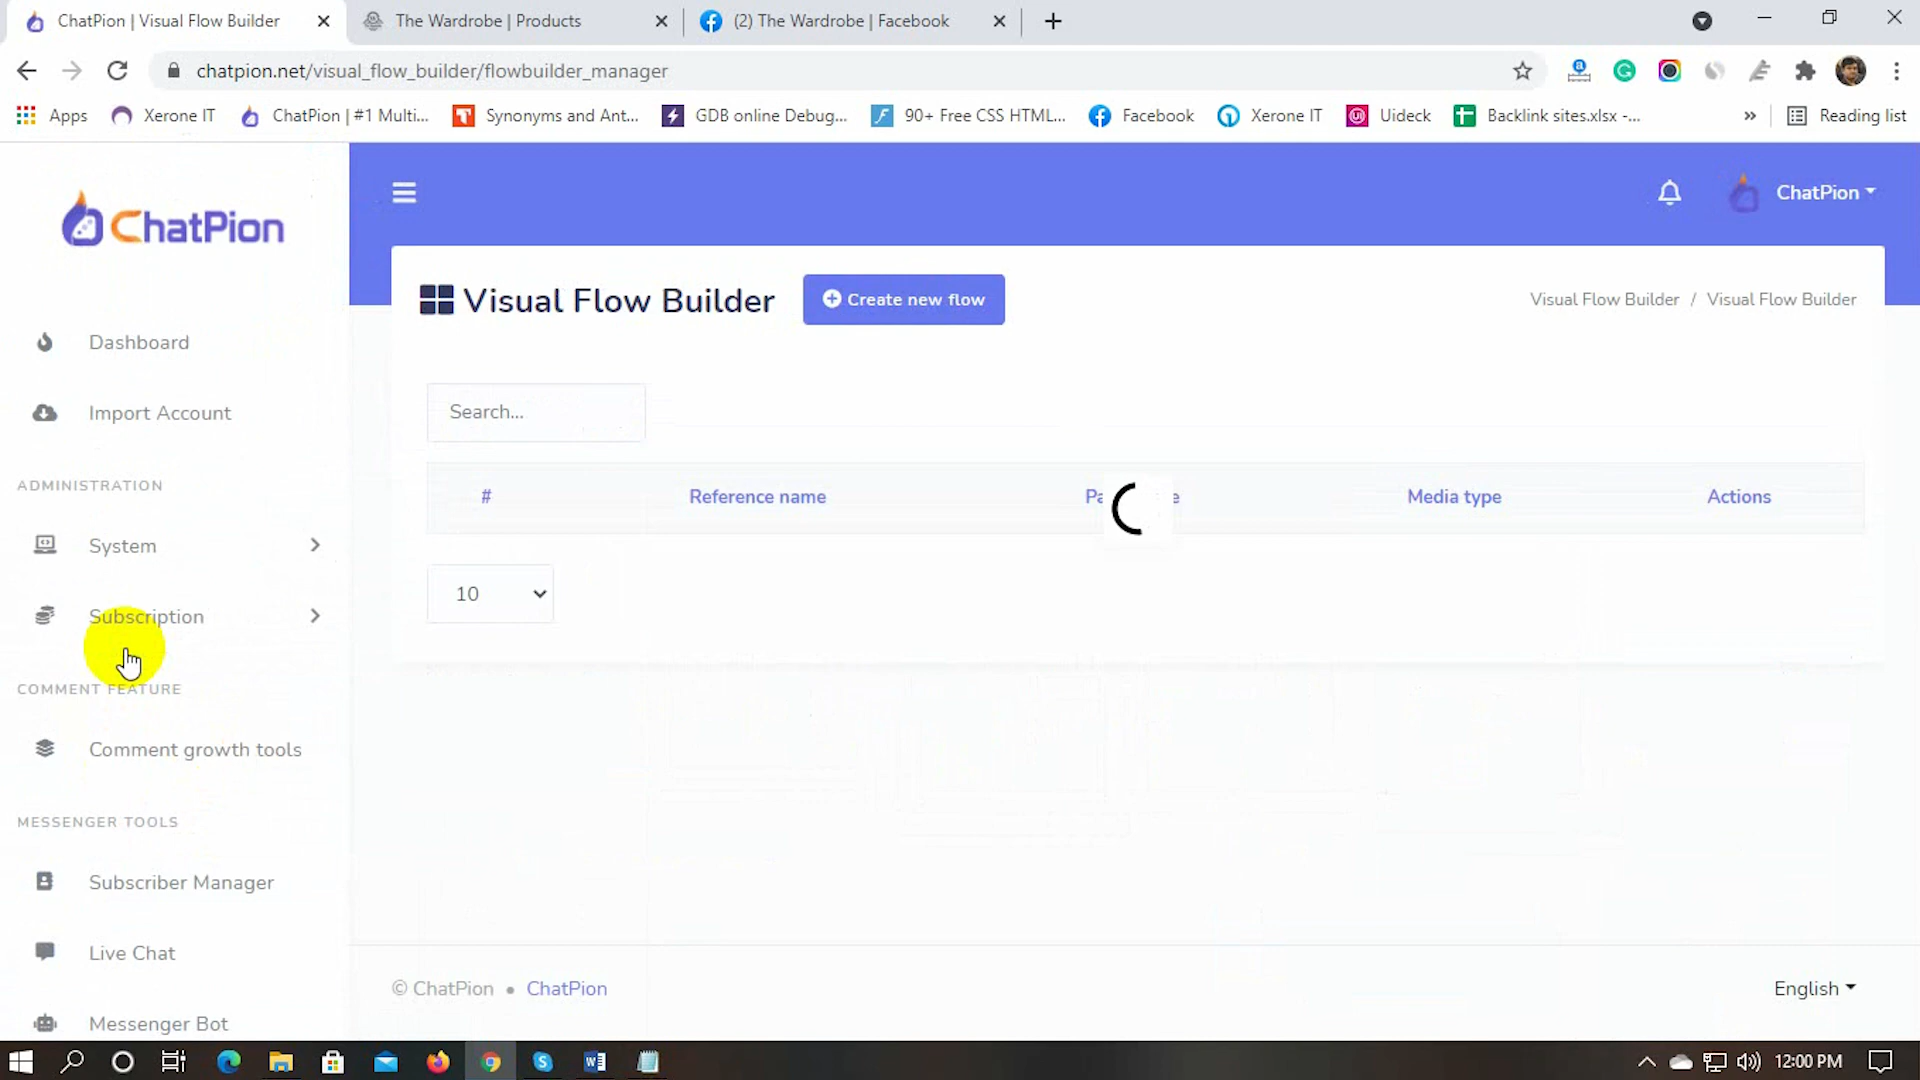 ChatPion | Visual Flow Builder
The Wardrobe | Products
(2) The Wardrobe | Facebook
chatpion.net/visual_flow_builder/flowbuilder_manager
Apps
Xerone IT
ChatPion | #1 Multi...
Synonyms and Ant...
GDB online Debug...
90+ Free CSS HTML...
Facebook
Xerone IT
Uideck
Backlink sites.xlsx -...
Reading list
ChatPion
ChatPion
Visual Flow Builder
Create new flow
Visual Flow Builder / Visual Flow Builder
Dashboard
Import Account
ADMINISTRATION
System
Subscription
COMMENT FEATURE
Comment growth tools
MESSENGER TOOLS
Subscriber Manager
Live Chat
Messenger Bot
Search...
# Reference name Media type Actions
10
© ChatPion • ChatPion
English
12:00 PM